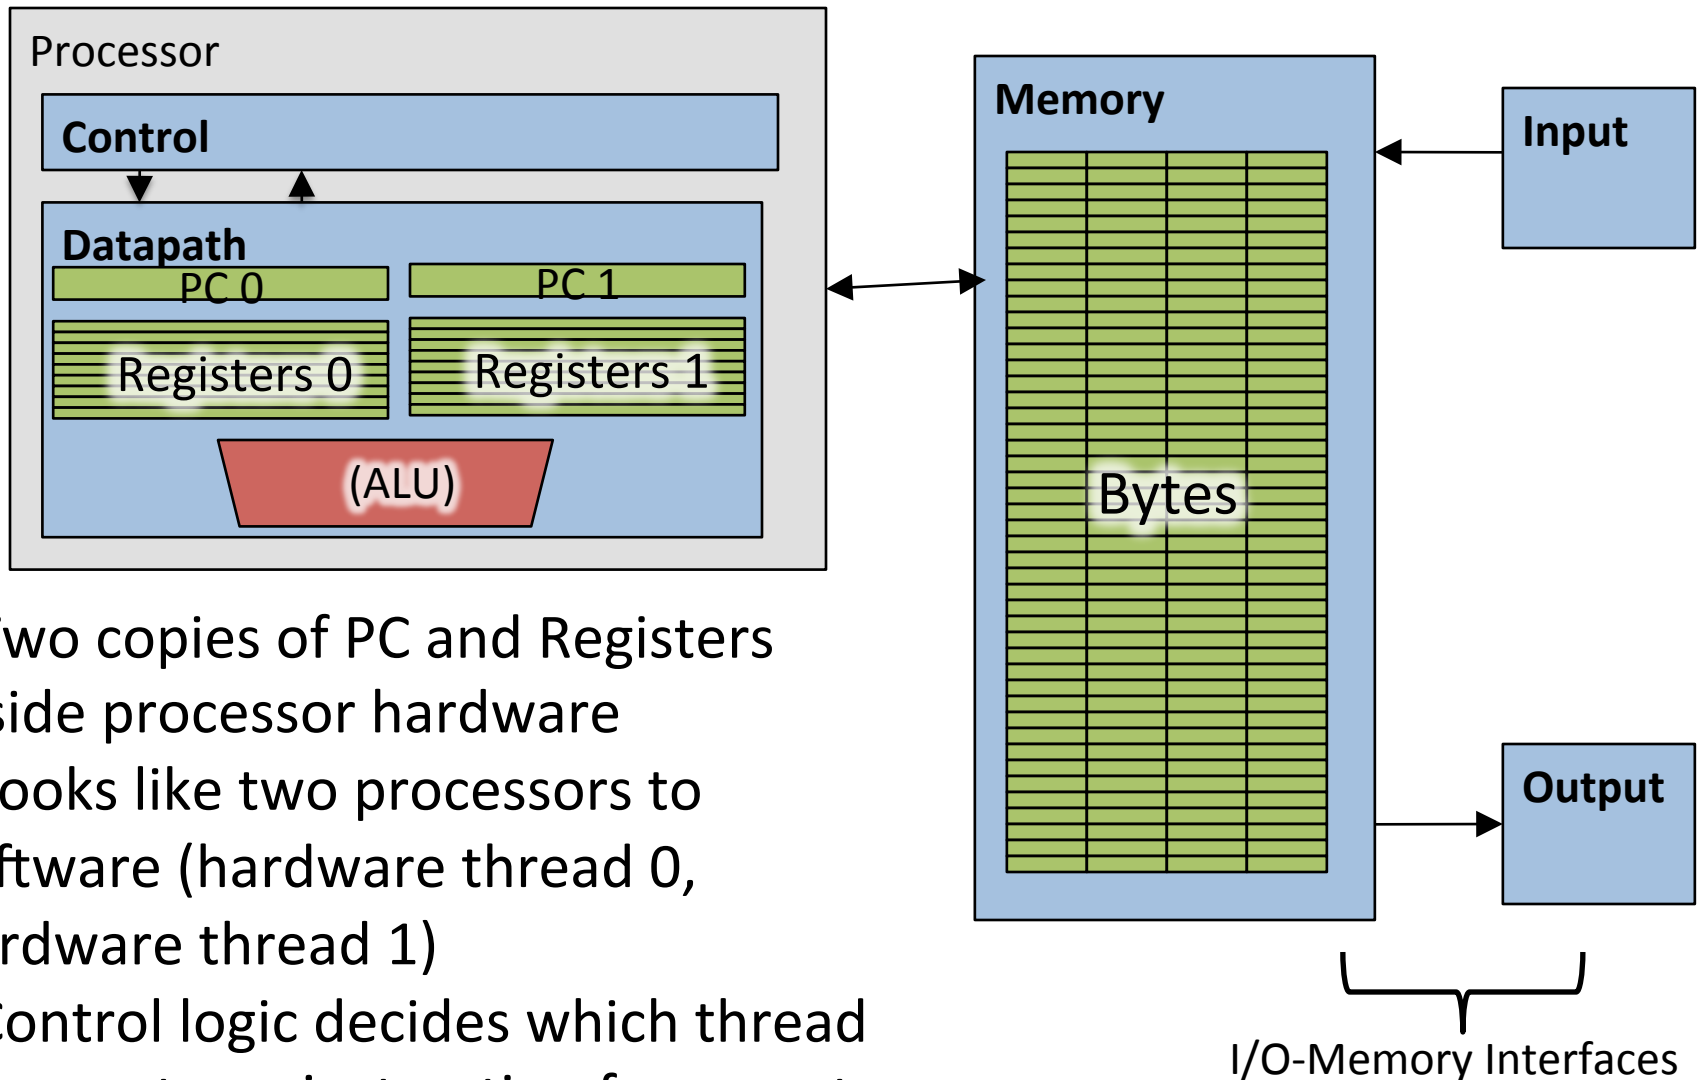 Processor
Control
Datapath
PC 0
PC 1
Registers 0
Registers 1
(ALU)
Memory
Bytes
Input
Output
I/O-Memory Interfaces
wo copies of PC and Registers
side processor hardware
ooks like two processors to
ftware (hardware thread 0,
rdware thread 1)
Control logic decides which thread